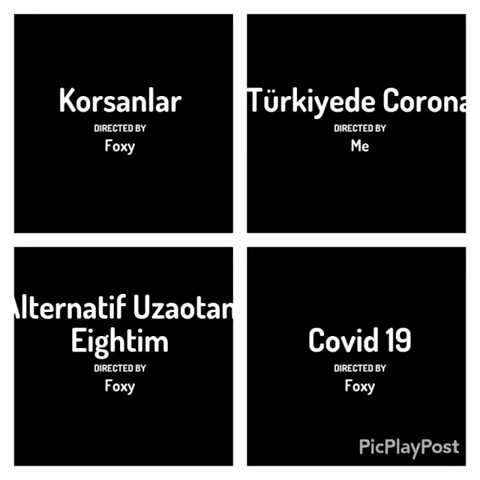 Korsanlar
DIRECTED BY
Foxy
Türkiyede Corona
DIRECTED BY
Me
Alternatif Uzaotan
Eightim
DIRECTED BY
Foxy
Covid 19
DIRECTED BY
Foxy
PicPlayPost